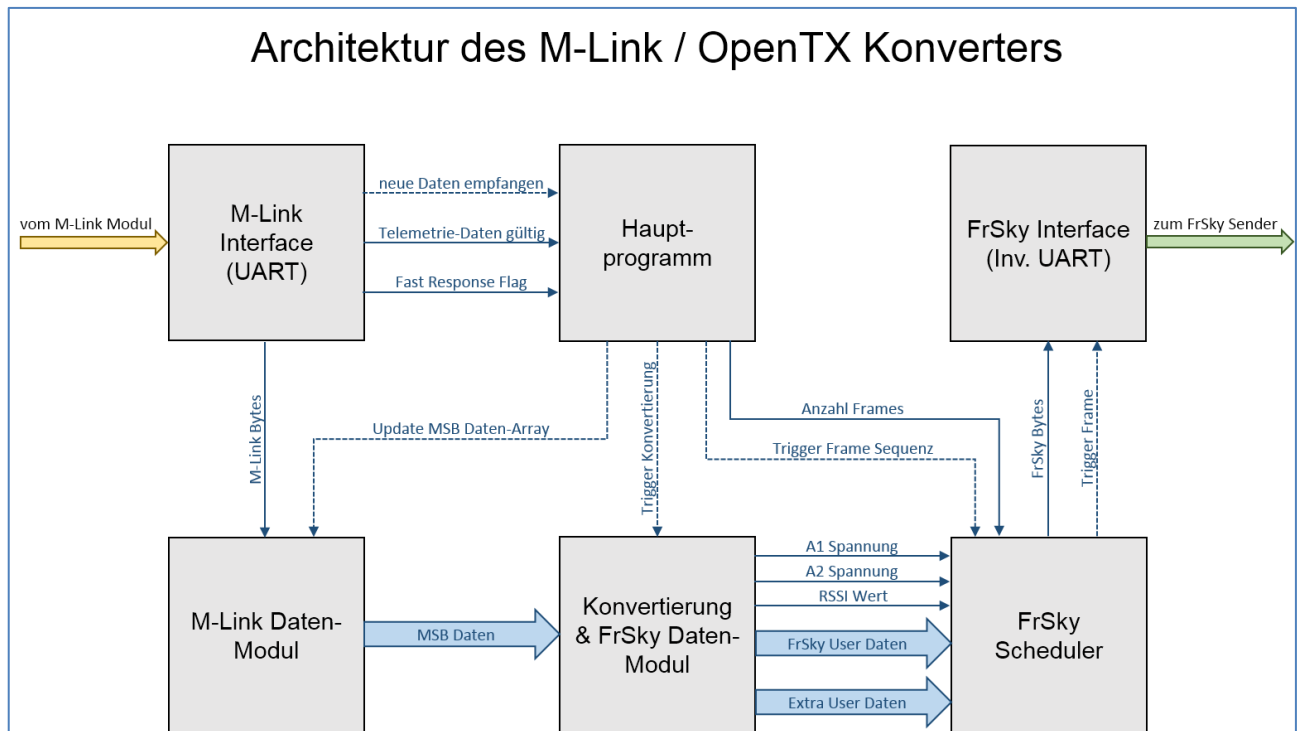 Architektur des M-Link / OpenTX Konverters
vom M-Link Modul
M-Link
Interface
(UART)
neue Daten empfangen
Telemetrie-Daten gültig
Fast Response Flag
Haupt-
programm
FrSky Interface
(Inv. UART)
zum FrSky Sender
M-Link Bytes
Update MSB Daten-Array
Trigger Konvertierung
Anzahl Frames
Trigger Frame Sequenz
FrSky Bytes
Trigger Frame
M-Link Daten-
Modul
MSB Daten
Konvertierung
& FrSky Daten-
Modul
A1 Spannung
A2 Spannung
RSSI Wert
FrSky User Daten
Extra User Daten
FrSky
Scheduler